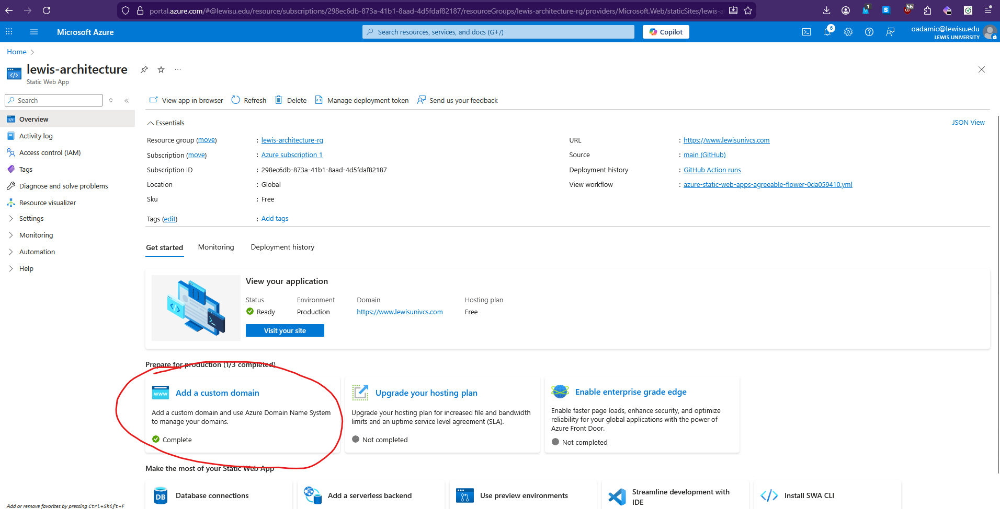 portal.azure.com/#@lewisu.edu/resource/subscriptions/298ec6db-873a-41b1-8aad-4d5fdaf82187/resourceGroups/lewis-architecture-rg/providers/Microsoft.Web/staticSites/lewis-a
1
S
56
Microsoft Azure
Search resources, services, and docs (G+/)
Copilot
6
oadamic@lewisu.edu
LEWIS UNIVERSITY
Home
lewis-architecture
Static Web App
Search
View app in browser
Refresh
Delete
Manage deployment token
Send us your feedback
Overview
Activity log
Access control (IAM)
Tags
Diagnose and solve problems
Resource visualizer
Settings
Monitoring
Automation
Help
Essentials
JSON View
Resource group (move) : lewis-architecture-rg
Subscription (move) : Azure subscription 1
Subscription ID : 298ec6db-873a-41b1-8aad-4d5fdaf82187
Location : Global
Sku : Free
Tags (edit) : Add tags
URL : https://www.lewisunivcs.com
Source : main (GitHub)
Deployment history : GitHub Action runs
View workflow : azure-static-web-apps-agreeable-flower-0da059410.yml
Get started
Monitoring
Deployment history
View your application
Status Environment Domain Hosting plan
Ready Production https://www.lewisunivcs.com Free
Visit your site
Prepare for production (1/3 completed)
www
Add a custom domain
Add a custom domain and use Azure Domain Name System
to manage your domains.
Complete
Upgrade your hosting plan
Upgrade your hosting plan for increased file and bandwidth
limits and an uptime service level agreement (SLA).
Not completed
Enable enterprise grade edge
Enable faster page loads, enhance security, and optimize
reliability for your global applications with the power of
Azure Front Door.
Not completed
Make the most of your Static Web App
DB
Database connections
Add a serverless backend
Use preview environments
Streamline development with
IDE
Install SWA CLI
Add or remove favorites by pressing Ctrl+Shift+F